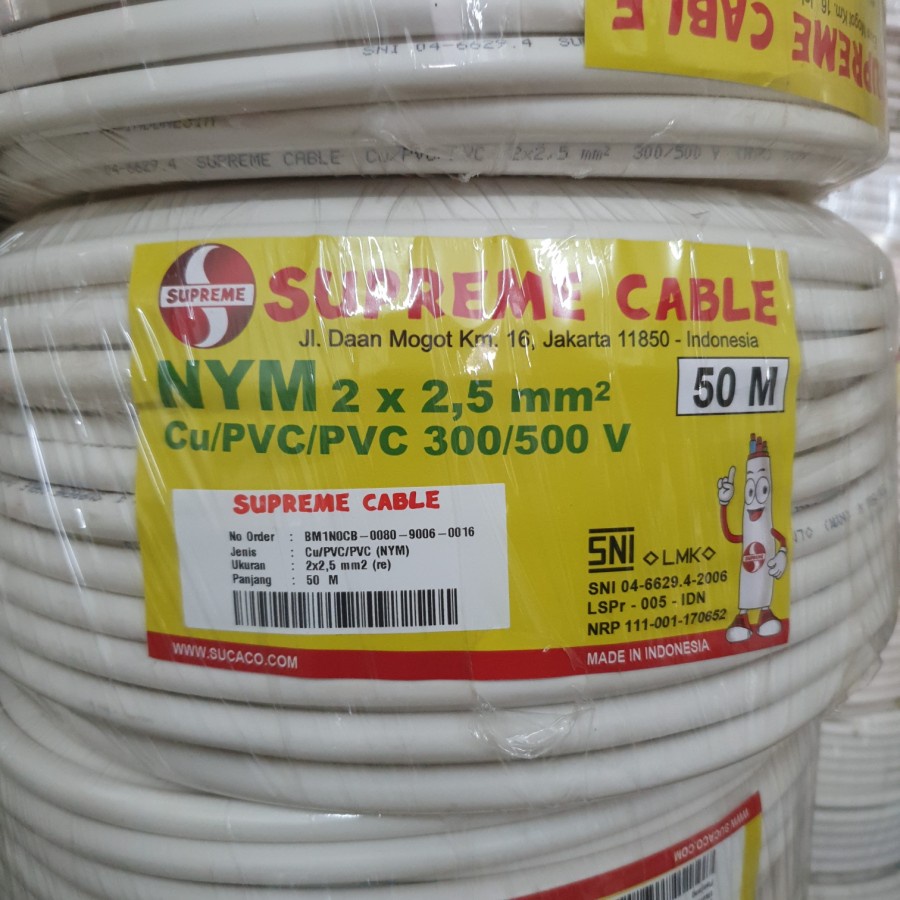 SUPREME CABLE
SNI 04-6629.4 SU
04-6629.4 SUPREME CABLE Cu/PVC/PVC 2x2,5 mm² 300/500 V
SUPREME
SUPREME CABLE
Jl. Daan Mogot Km. 16, Jakarta 11850 - Indonesia
NYM 2 x 2,5 mm²
50 M
Cu/PVC/PVC 300/500 V
SUPREME CABLE
No Order : BM1N0CB-0080-9006-0016
Jenis : Cu/PVC/PVC (NYM)
Ukuran : 2x2,5 mm2 (re)
Panjang : 50 M
SNI LMK
SNI 04-6629.4-2006
LSPr - 005 - IDN
NRP 111-001-170652
WWW.SUCACO.COM
MADE IN INDONESIA
WWW.SUCACO.COM